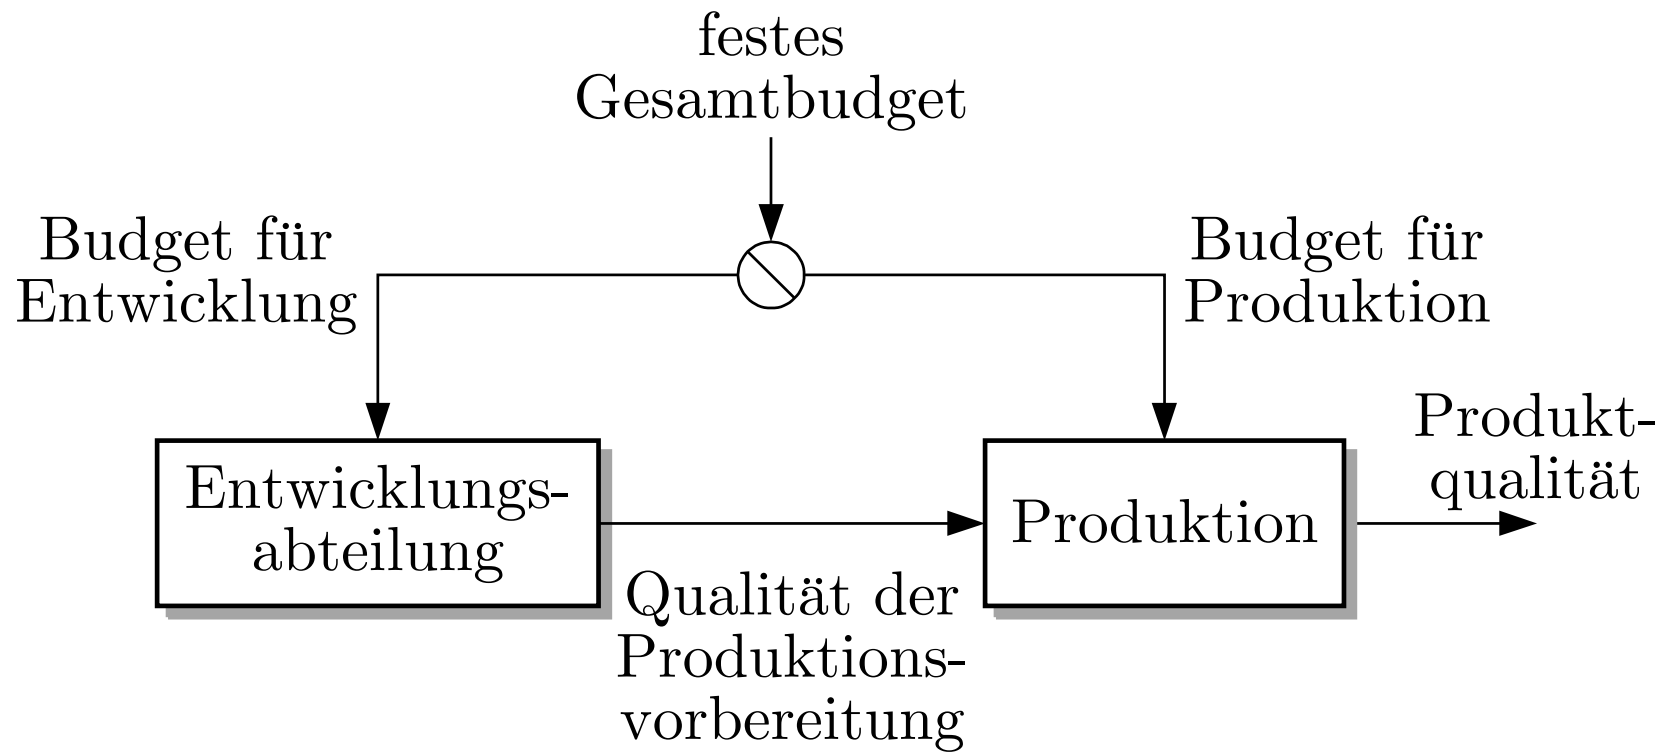 festes
Gesamtbudget
Budget für
Entwicklung
Budget für
Produktion
Entwicklungs-
abteilung
Qualität der
Produktions-
vorbereitung
Produktion
Produkt-
qualität